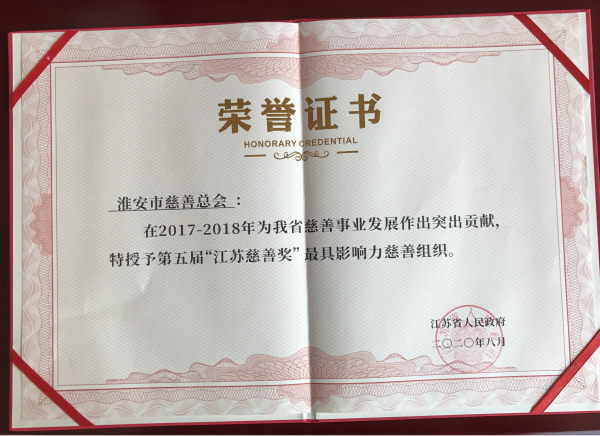 荣誉证书
HONORARY CREDENTIAL
淮安市慈善总会：
在2017-2018年为我省慈善事业发展作出突出贡献，
特授予第五届“江苏慈善奖”最具影响力慈善组织。
江苏省人民政府
二〇二〇年八月